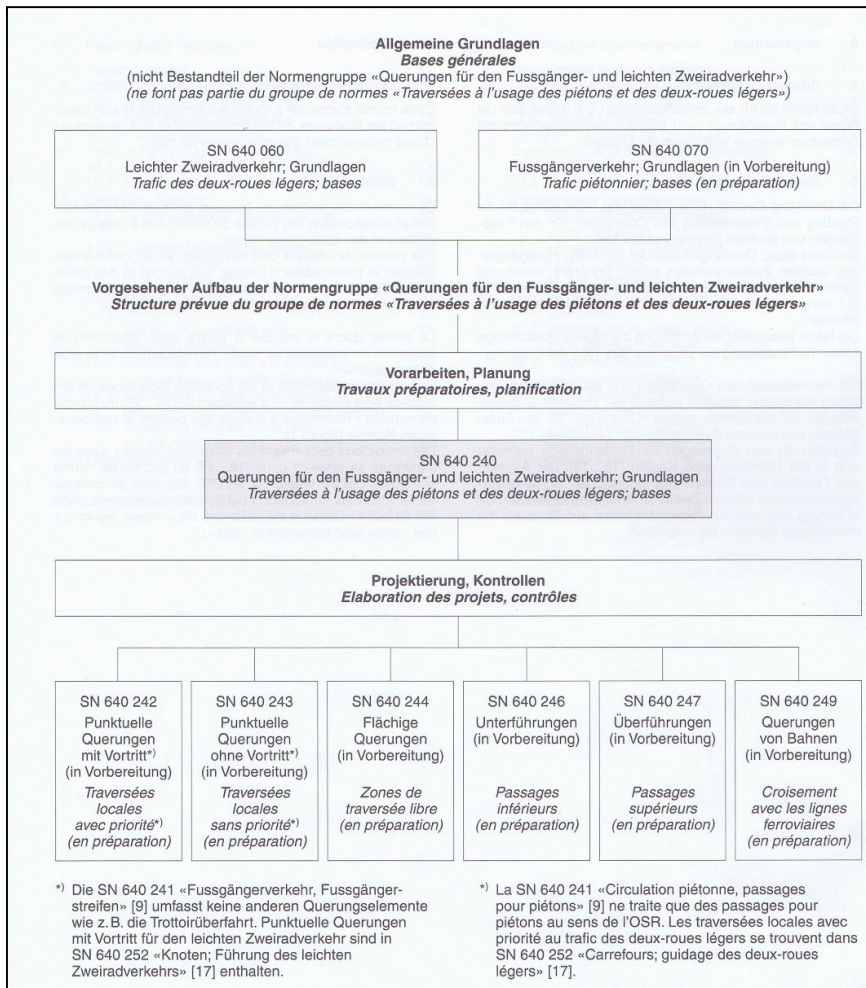 Allgemeine Grundlagen
Bases générales
(nicht Bestandteil der Normengruppe «Querungen für den Fussgänger- und leichten Zweiradverkehr»)
(ne font pas partie du groupe de normes «Traversées à l'usage des piétons et des deux-roues légers»)
SN 640 060
Leichter Zweiradverkehr; Grundlagen
Trafic des deux-roues légers; bases
SN 640 070
Fussgängerverkehr; Grundlagen (in Vorbereitung)
Trafic piétonnier; bases (en préparation)
Vorgesehener Aufbau der Normengruppe «Querungen für den Fussgänger- und leichten Zweiradverkehr»
Structure prévue du groupe de normes «Traversées à l'usage des piétons et des deux-roues légers»
Vorarbeiten, Planung
Travaux préparatoires, planification
SN 640 240
Querungen für den Fussgänger- und leichten Zweiradverkehr; Grundlagen
Traversées à l'usage des piétons et des deux-roues légers; bases
Projektierung, Kontrollen
Elaboration des projets, contrôles
SN 640 242
Punktuelle
Querungen
mit Vortritt*)
(in Vorbereitung)
Traversées
locales
avec priorité*)
(en préparation)
SN 640 243
Punktuelle
Querungen
ohne Vortritt*)
(in Vorbereitung)
Traversées
locales
sans priorité*)
(en préparation)
SN 640 244
Flächige
Querungen
(in Vorbereitung)
Zones de
traversée libre
(en préparation)
SN 640 246
Unterführungen
(in Vorbereitung)
Passages
inférieurs
(en préparation)
SN 640 247
Überführungen
(in Vorbereitung)
Passages
supérieurs
(en préparation)
SN 640 249
Querungen
von Bahnen
(in Vorbereitung)
Croisement
avec les lignes
ferroviaires
(en préparation)
*) Die SN 640 241 «Fussgängerverkehr, Fussgänger-
streifen» [9] umfasst keine anderen Querungselemente
wie z. B. die Trottoirüberfahrt. Punktuelle Querungen
mit Vortritt für den leichten Zweiradverkehr sind in
SN 640 252 «Knoten; Führung des leichten
Zweiradverkehrs» [17] enthalten.
*) La SN 640 241 «Circulation piétonne, passages
pour piétons» [9] ne traite que des passages pour
piétons au sens de l'OSR. Les traversées locales avec
priorité au trafic des deux-roues légers se trouvent dans
SN 640 252 «Carrefours; guidage des deux-roues
légers» [17].